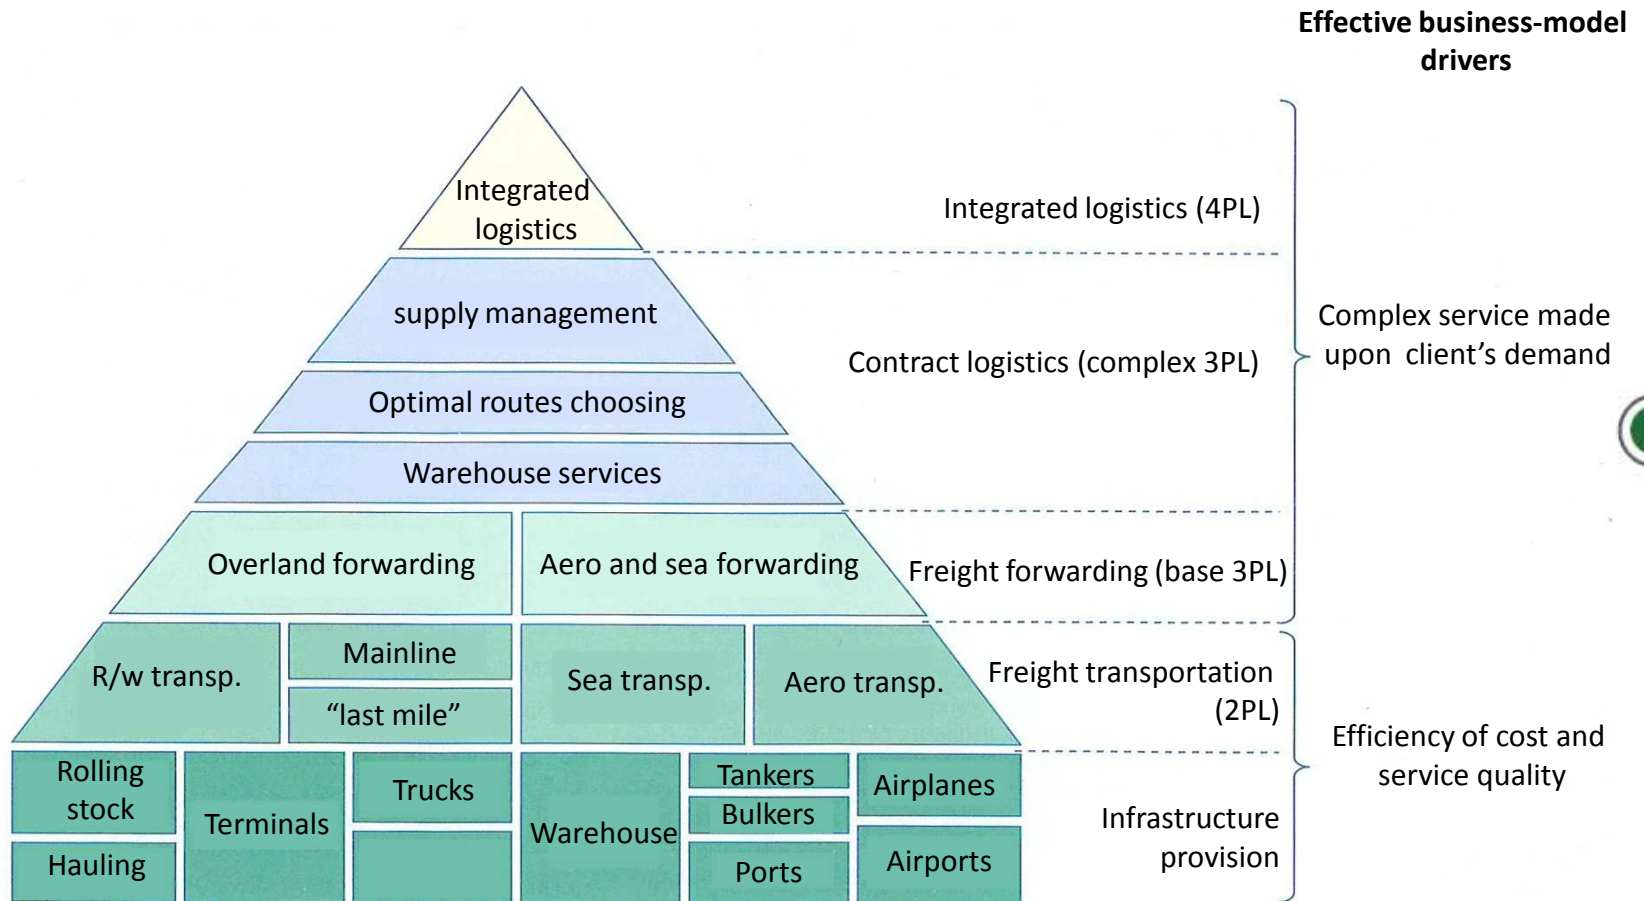 Effective business-model
drivers
Integrated
logistics
Integrated logistics (4PL)
supply management
Complex service made
upon client's demand
Contract logistics (complex 3PL)
Optimal routes choosing
Warehouse services
Overland forwarding
Aero and sea forwarding
Freight forwarding (base 3PL)
R/w transp.
Mainline
"last mile"
Sea transp.
Aero transp.
Freight transportation
(2PL)
Efficiency of cost and
service quality
Rolling
stock
Hauling
Terminals
Trucks
Warehouse
Tankers
Bulkers
Ports
Airplanes
Airports
Infrastructure
provision